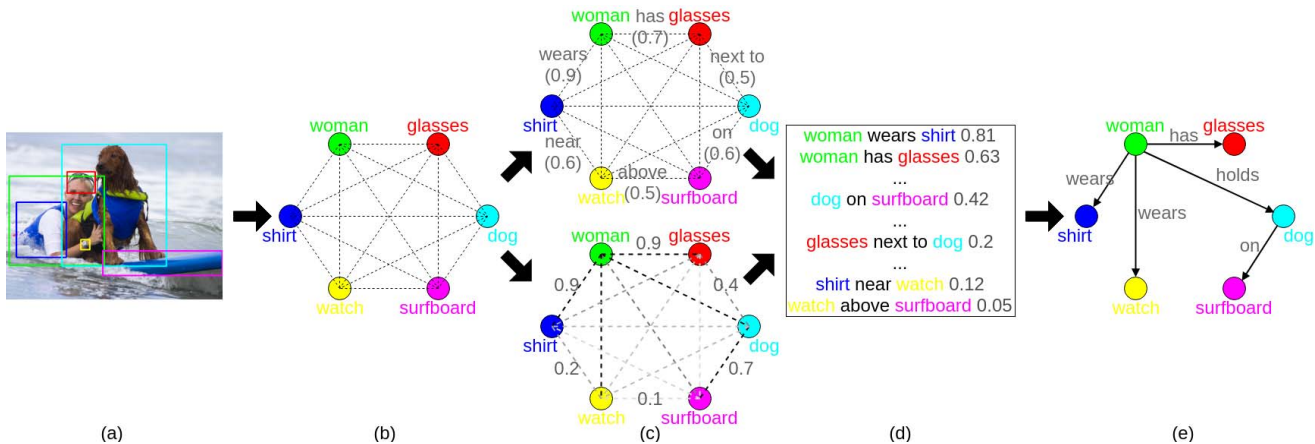 woman
glasses
shirt
dog
watch
surfboard
woman
has
(0.7)
glasses
wears
(0.9)
next to
(0.5)
shirt
dog
near
(0.6)
on
(0.6)
above
(0.5)
watch
surfboard
woman
0.9
glasses
0.9
0.4
shirt
dog
0.2
0.7
0.1
watch
surfboard
woman wears shirt 0.81
woman has glasses 0.63
...
dog on surfboard 0.42
...
glasses next to dog 0.2
...
shirt near watch 0.12
watch above surfboard 0.05
woman
has
glasses
wears
holds
wears
shirt
on
dog
watch
surfboard
(a)
(b)
(c)
(d)
(e)